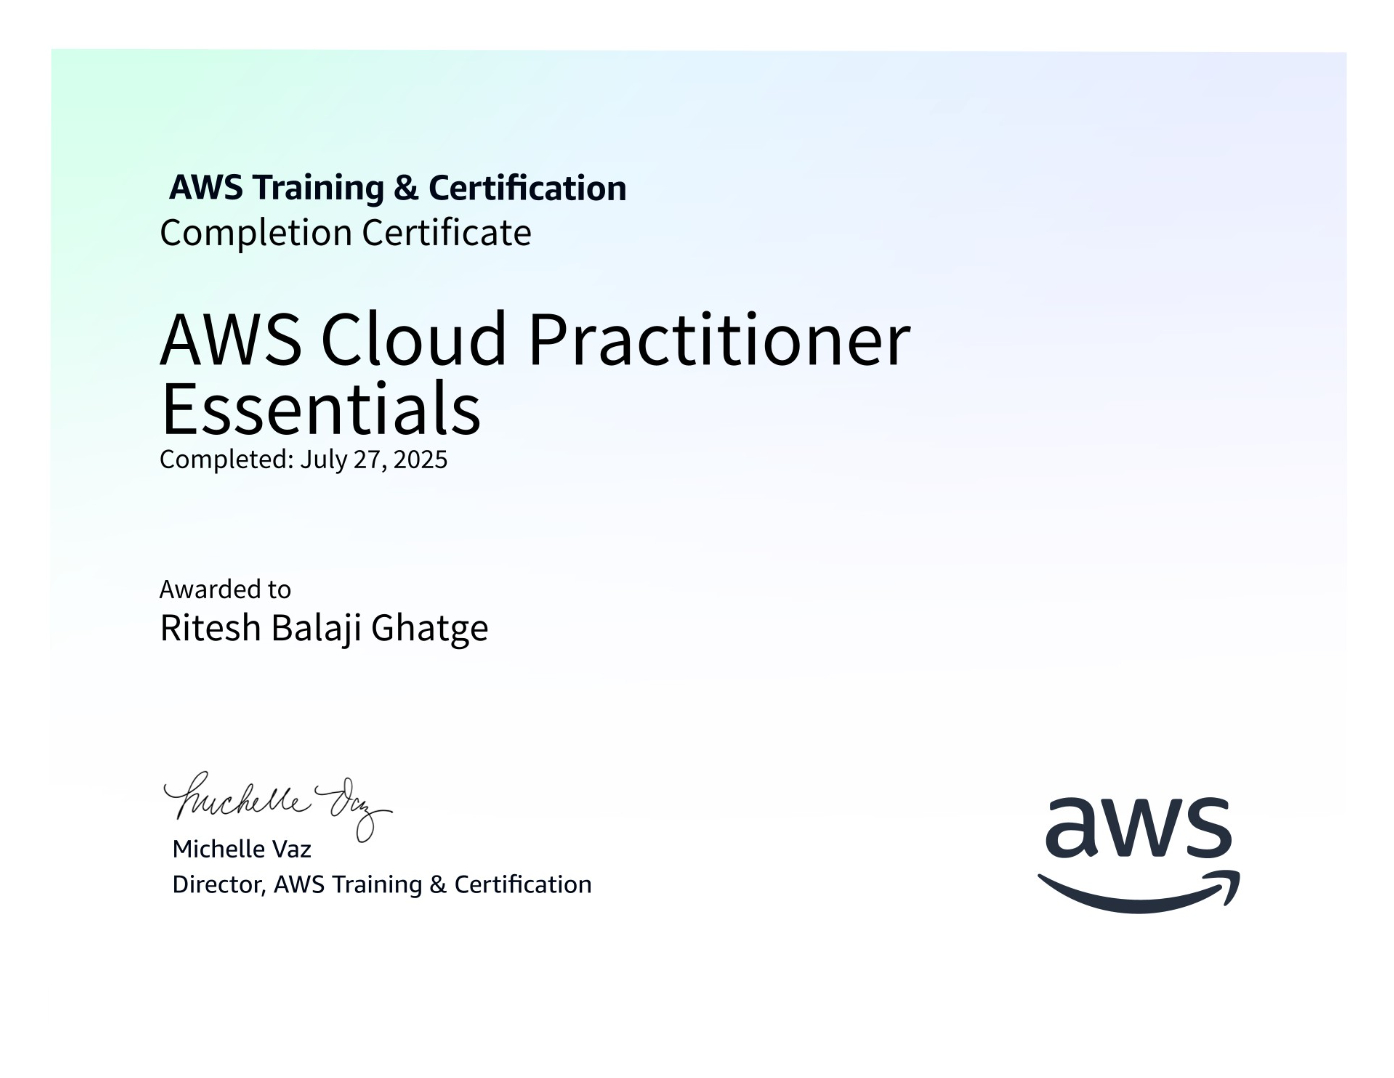 AWS Training & Certification
Completion Certificate
AWS Cloud Practitioner
Essentials
Completed: July 27, 2025
Awarded to
Ritesh Balaji Ghatge
Michelle Vaz
Michelle Vaz
Director, AWS Training & Certification
aws